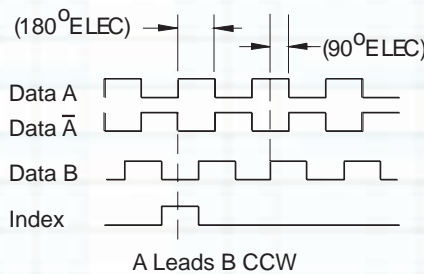 (180°ELEC)
(90°ELEC)
Data A
Data A̅
Data B
Index
A Leads B CCW